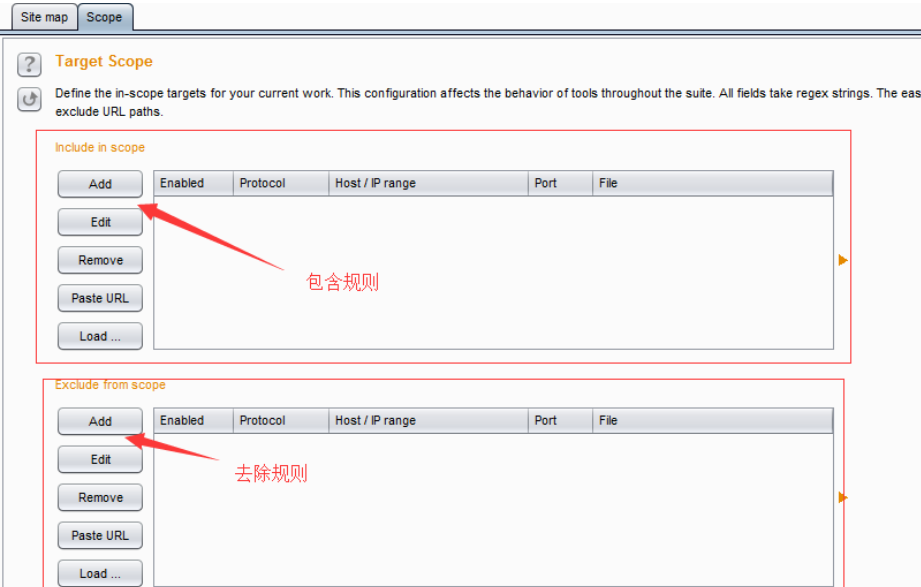 Site map Scope
Target Scope
Define the in-scope targets for your current work. This configuration affects the behavior of tools throughout the suite. All fields take regex strings. The eas
exclude URL paths.
Include in scope
Add Enabled Protocol Host / IP range Port File
Edit
Remove
包含规则
Paste URL
Load ...
Exclude from scope
Add Enabled Protocol Host / IP range Port File
Edit
去除规则
Remove
Paste URL
Load ...